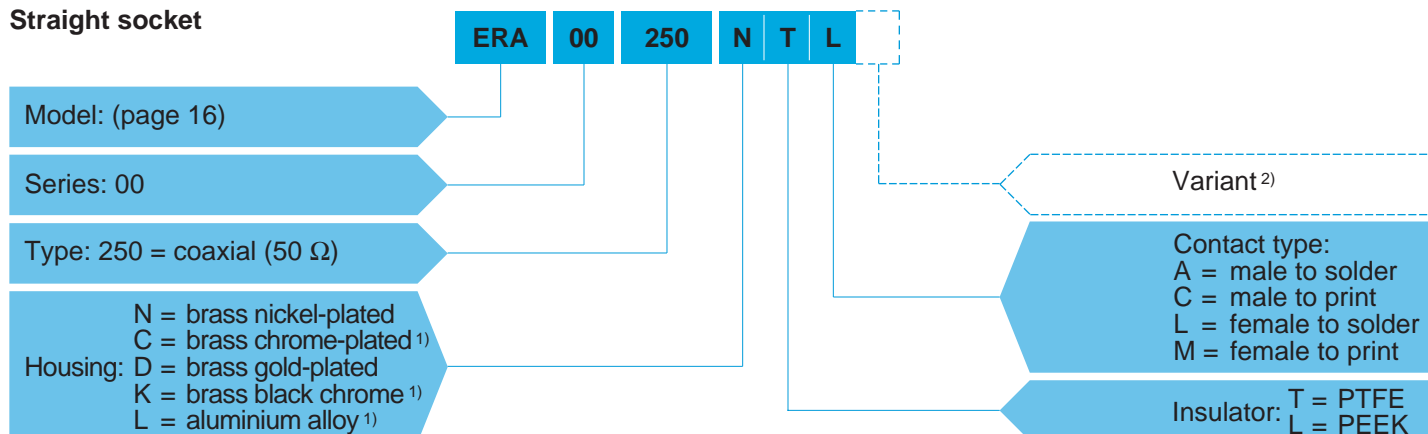 Straight socket
ERA 00 250 N T L
Model: (page 16)
Series: 00
Type: 250 = coaxial (50 Ω)
Housing:
N = brass nickel-plated
C = brass chrome-plated 1)
D = brass gold-plated
K = brass black chrome 1)
L = aluminium alloy 1)
Variant 2)
Contact type:
A = male to solder
C = male to print
L = female to solder
M = female to print
Insulator:
T = PTFE
L = PEEK